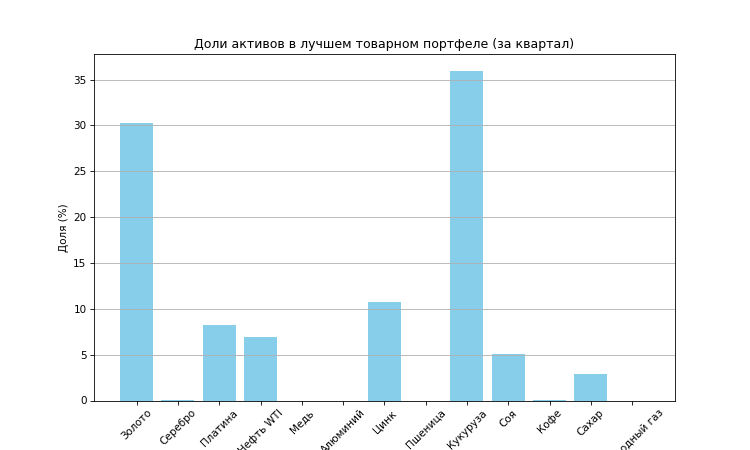 Доли активов в лучшем товарном портфеле (за квартал)
Доля (%)
35
30
25
20
15
10
5
0
Золото
Серебро
Платина
Нефть WTI
Медь
Алюминий
Цинк
Пшеница
Кукуруза
Соя
Кофе
Сахар
газ